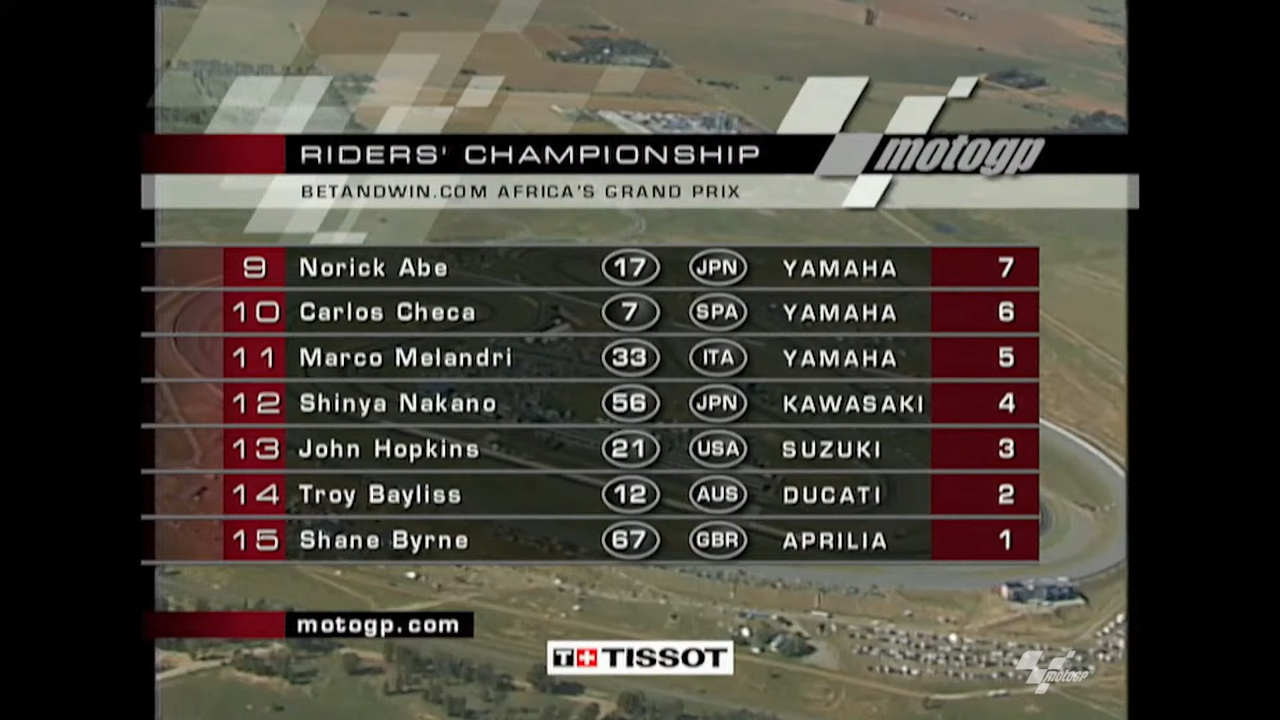 RIDERS' CHAMPIONSHIP
motogp
BETANDWIN.COM AFRICA'S GRAND PRIX
9 Norick Abe 17 JPN YAMAHA 7
10 Carlos Checa 7 SPA YAMAHA 6
11 Marco Melandri 33 ITA YAMAHA 5
12 Shinya Nakano 56 JPN KAWASAKI 4
13 John Hopkins 21 USA SUZUKI 3
14 Troy Bayliss 12 AUS DUCATI 2
15 Shane Byrne 67 GBR APRILIA 1
motogp.com
T+ TISSOT
motogp